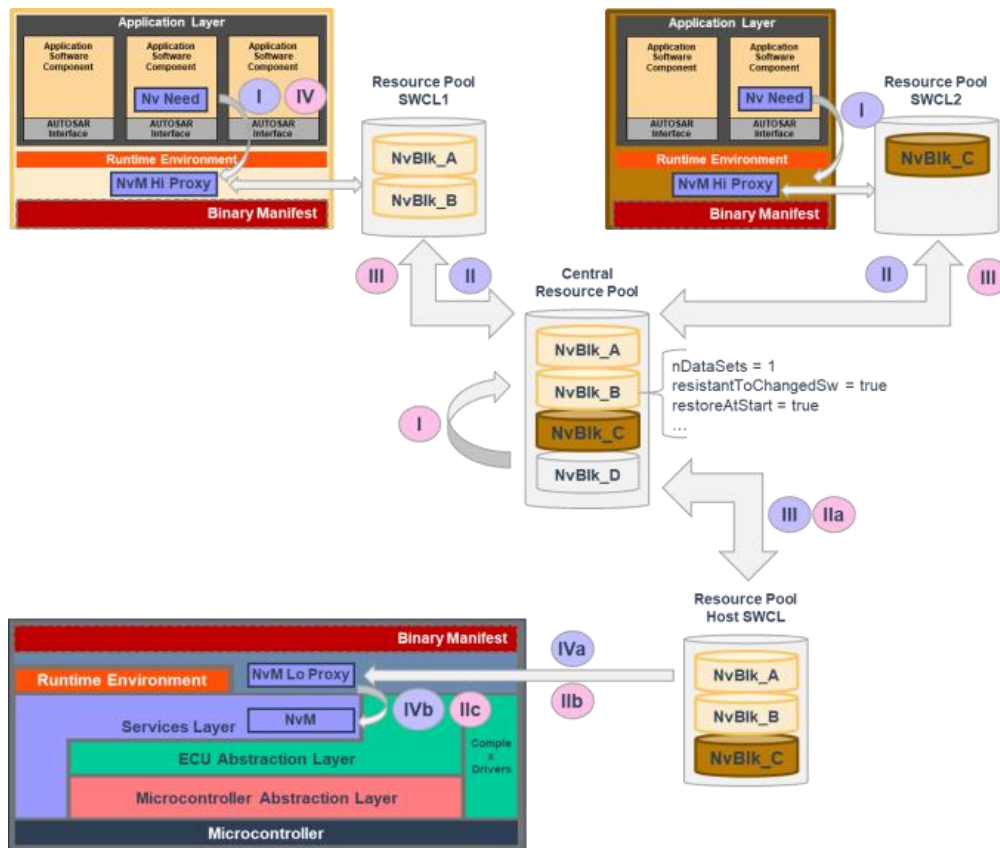 Application Layer
Application
Software
Component
Application
Software
Component
Application
Software
Component
Nv Need
AUTOSAR
Interface
AUTOSAR
Interface
AUTOSAR
Interface
Runtime Environment
NvM Hi Proxy
Binary Manifest
I
IV
Resource Pool
SWCL1
NvBlk_A
NvBlk_B
Application Layer
Application
Software
Component
Application
Software
Component
Nv Need
AUTOSAR
Interface
AUTOSAR
Interface
Runtime Environment
NvM Hi Proxy
Binary Manifest
I
Resource Pool
SWCL2
NvBlk_C
III
II
II
III
Central
Resource Pool
NvBlk_A
NvBlk_B
NvBlk_C
NvBlk_D
nDataSets = 1
resistantToChangedSw = true
restoreAtStart = true
...
I
III
IIa
Resource Pool
Host SWCL
NvBlk_A
NvBlk_B
NvBlk_C
Binary Manifest
Runtime Environment
NvM Lo Proxy
IVa
IIb
Services Layer
NvM
IVb
IIc
ECU Abstraction Layer
Comple
x
Drivers
Microcontroller Abstraction Layer
Microcontroller